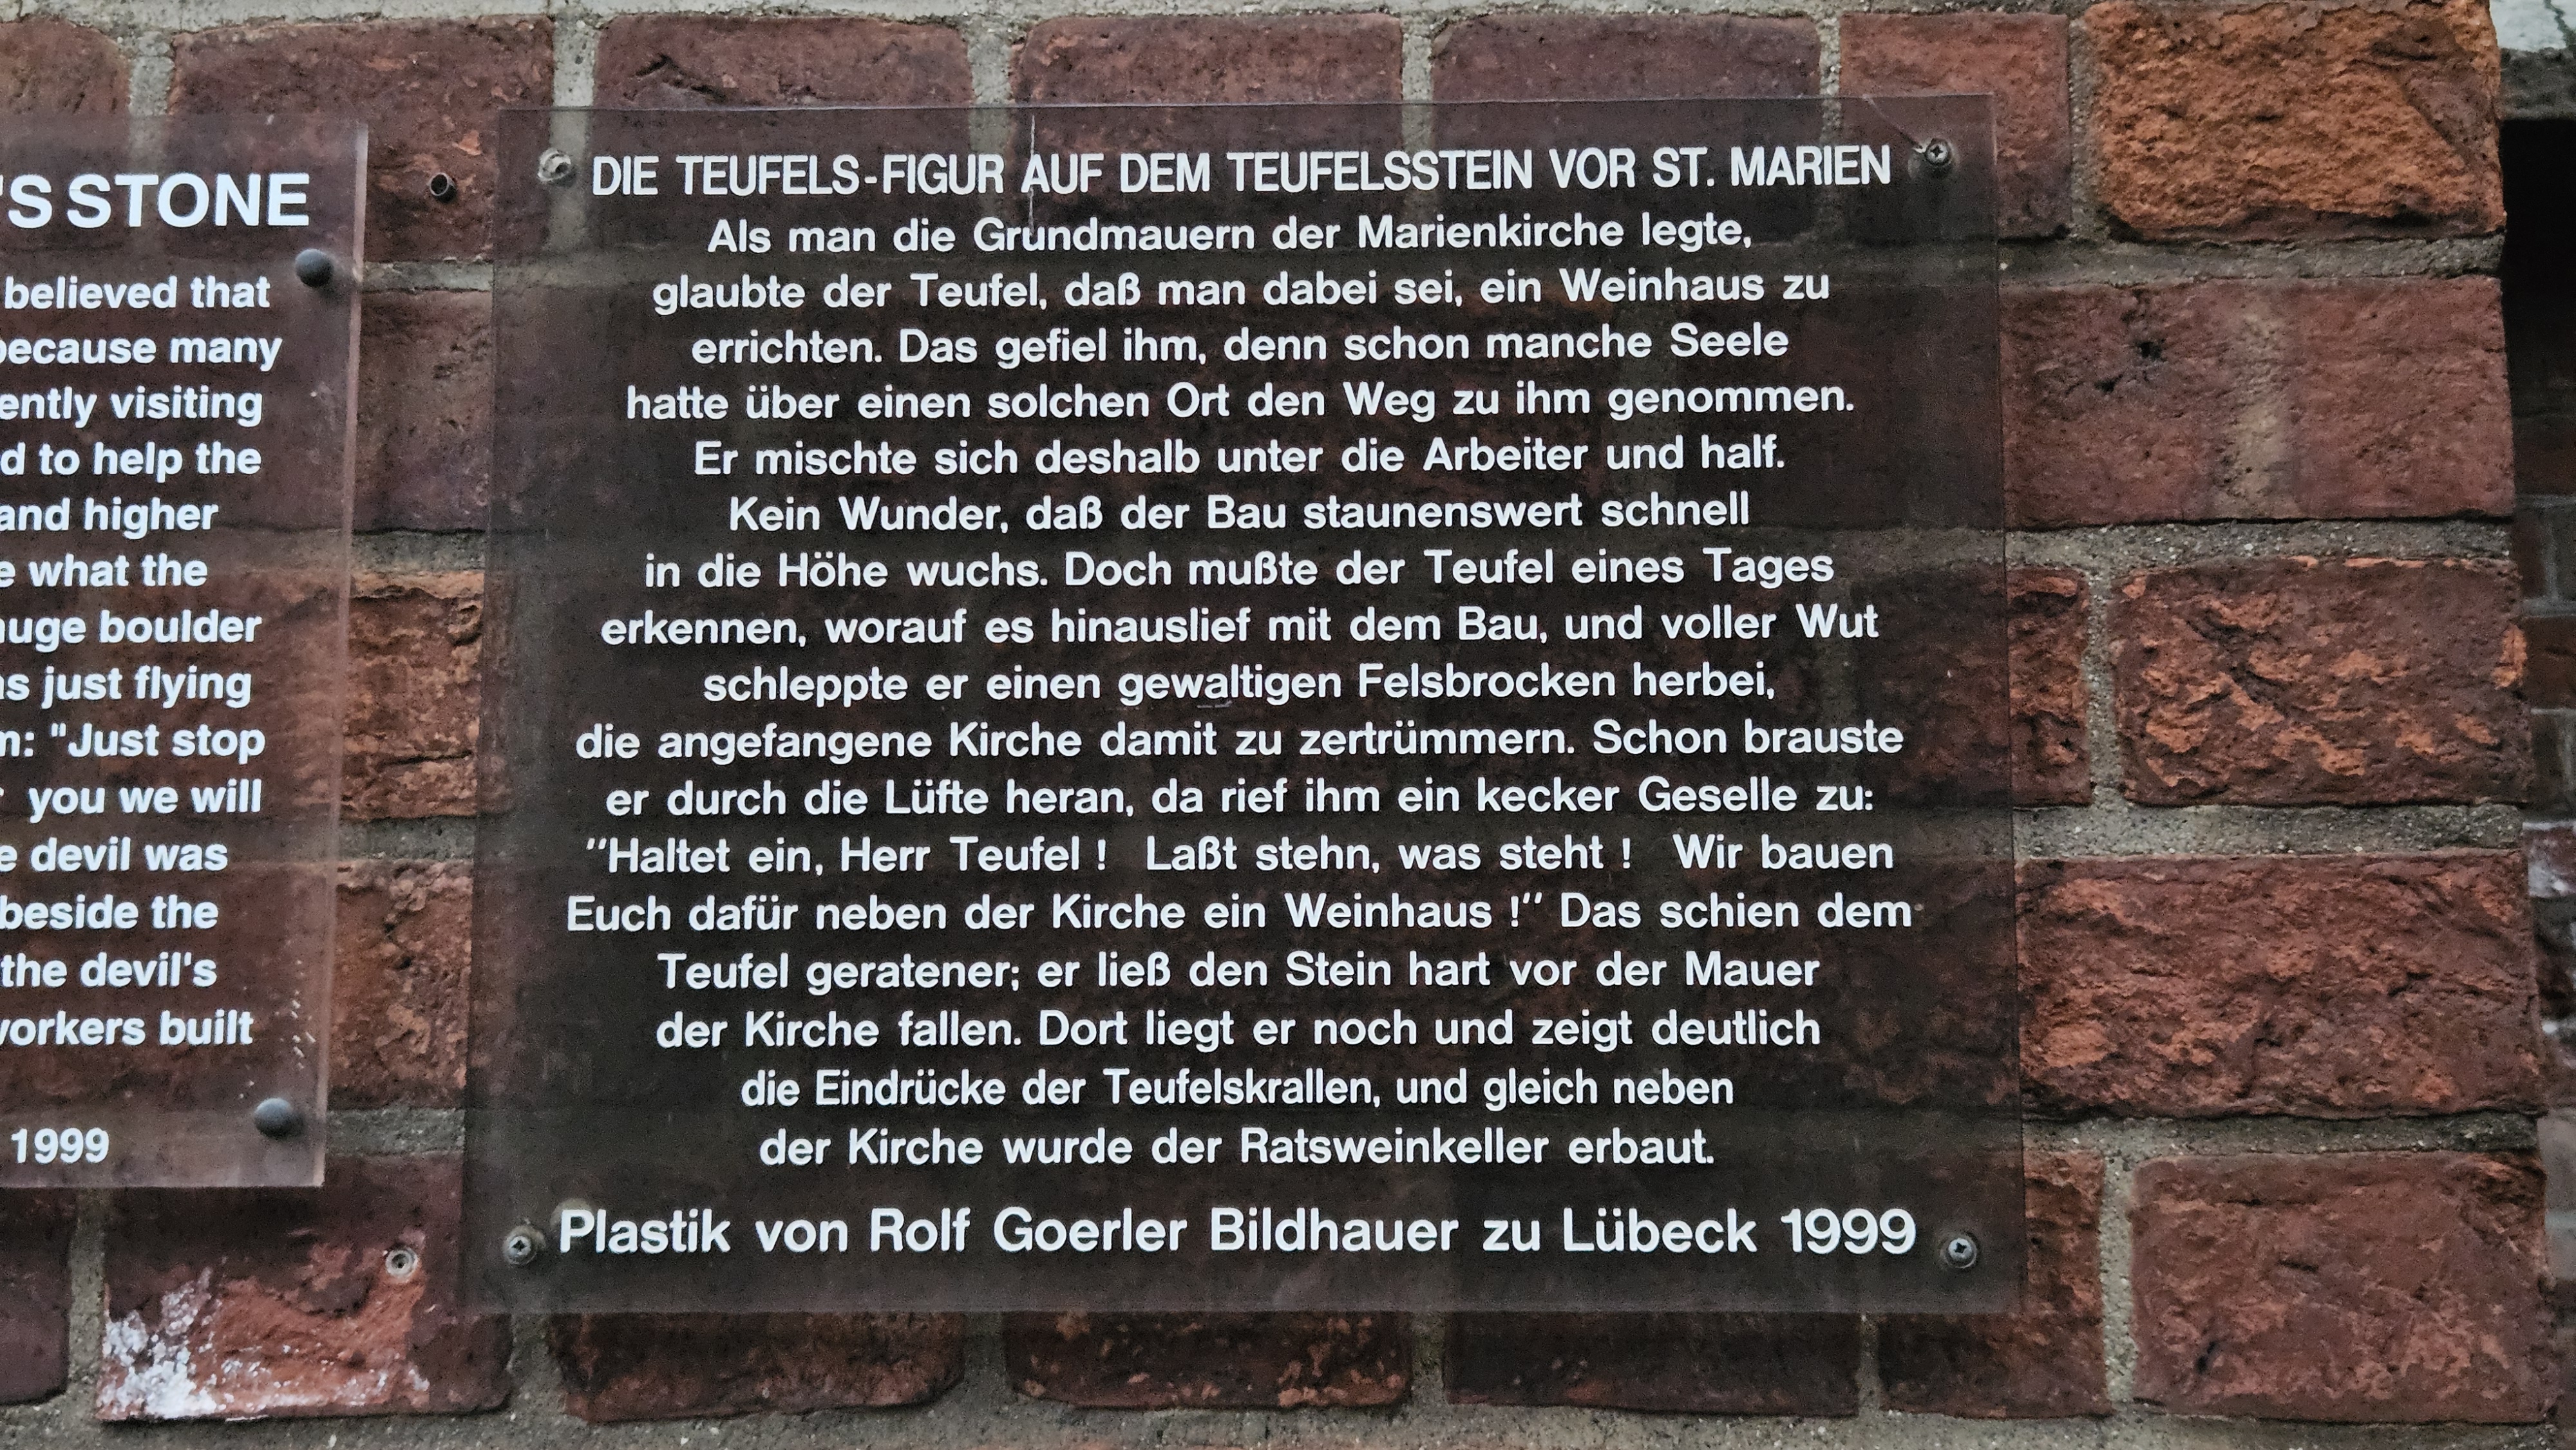 'S STONE
believed that
because many
ently visiting
d to help the
and higher
e what the
huge boulder
as just flying
m: "Just stop
you we will
e devil was
beside the
the devil's
workers built
1999
DIE TEUFELS-FIGUR AUF DEM TEUFELSSTEIN VOR ST. MARIEN
Als man die Grundmauern der Marienkirche legte,
glaubte der Teufel, daß man dabei sei, ein Weinhaus zu
errichten. Das gefiel ihm, denn schon manche Seele
hatte über einen solchen Ort den Weg zu ihm genommen.
Er mischte sich deshalb unter die Arbeiter und half.
Kein Wunder, daß der Bau staunenswert schnell
in die Höhe wuchs. Doch mußte der Teufel eines Tages
erkennen, worauf es hinauslief mit dem Bau, und voller Wut
schleppte er einen gewaltigen Felsbrocken herbei,
die angefangene Kirche damit zu zertrümmern. Schon brauste
er durch die Lüfte heran, da rief ihm ein kecker Geselle zu:
"Haltet ein, Herr Teufel ! Laßt stehn, was steht ! Wir bauen
Euch dafür neben der Kirche ein Weinhaus !" Das schien dem
Teufel geratener; er ließ den Stein hart vor der Mauer
der Kirche fallen. Dort liegt er noch und zeigt deutlich
die Eindrücke der Teufelskrallen, und gleich neben
der Kirche wurde der Ratsweinkeller erbaut.
Plastik von Rolf Goerler Bildhauer zu Lübeck 1999